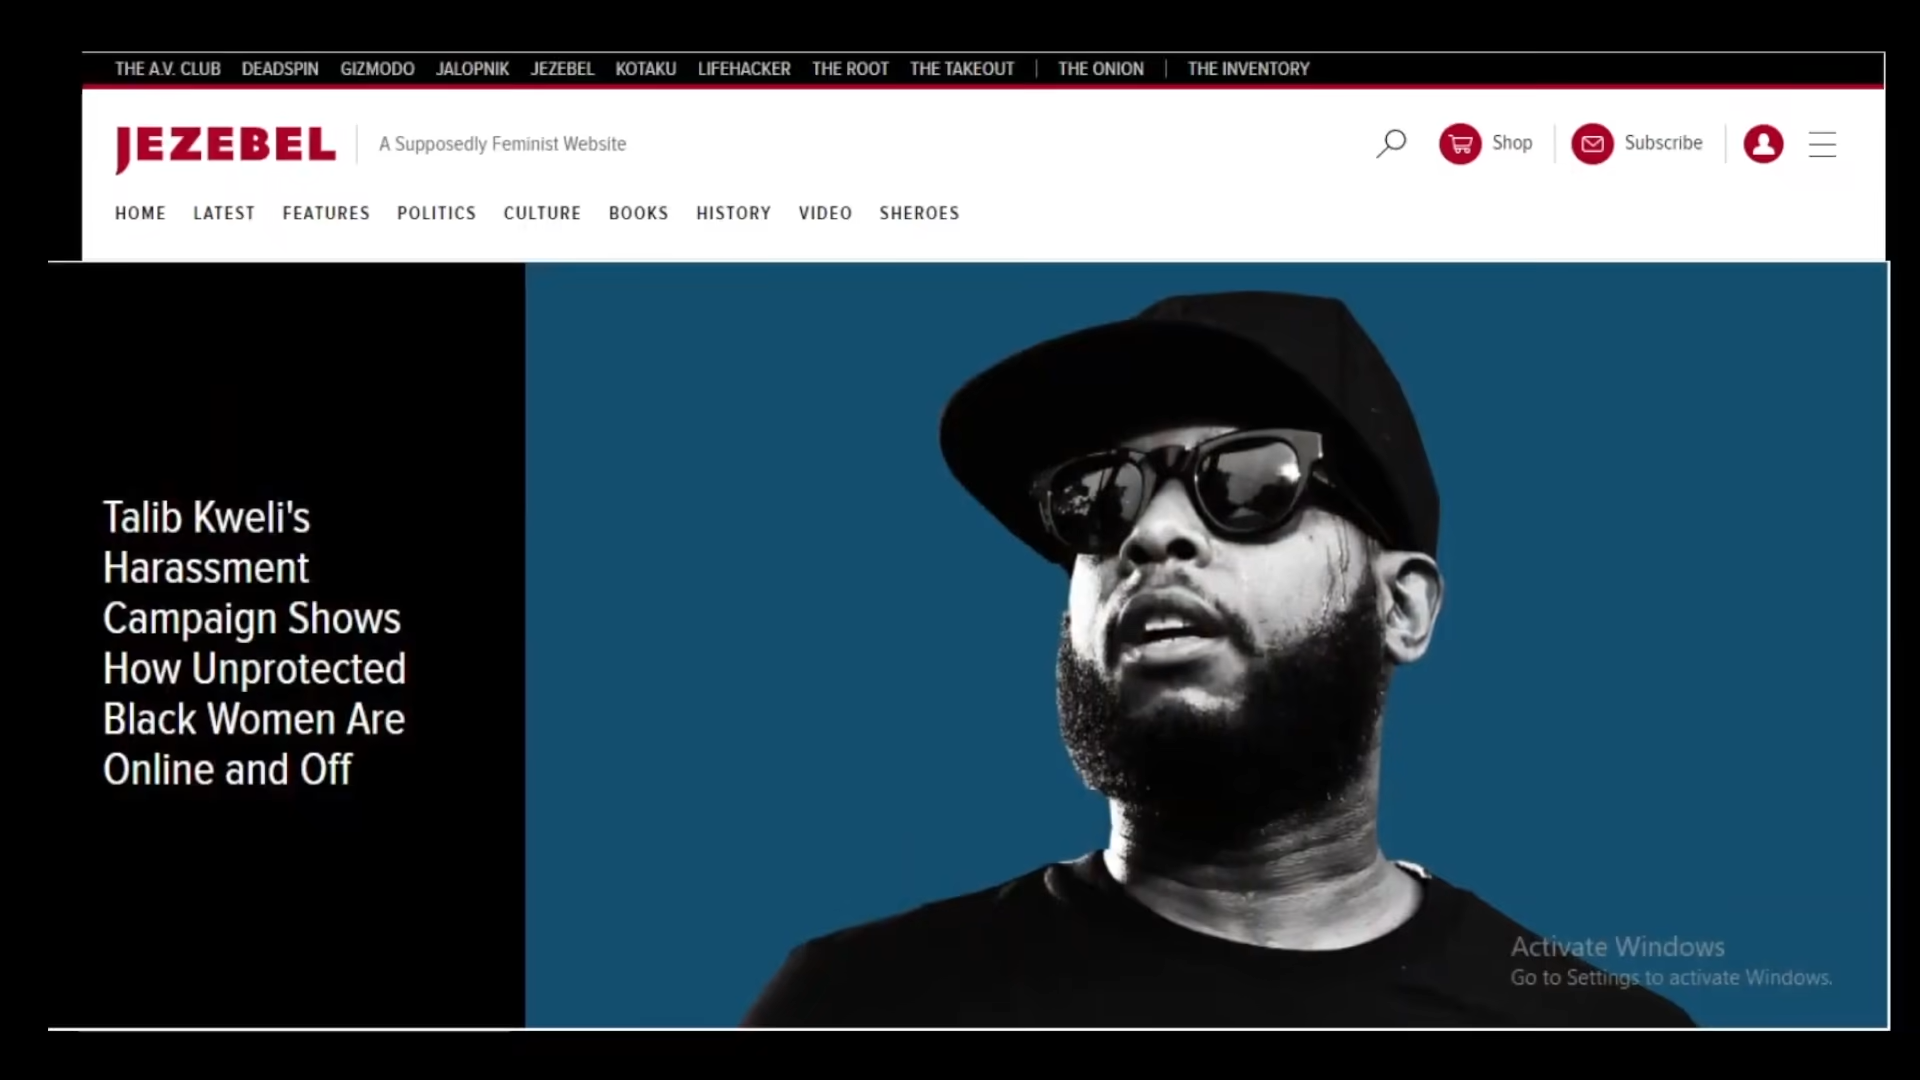 THE A.V. CLUB DEADSPIN GIZMODO JALOPNIK JEZEBEL KOTAKU LIFEHACKER THE ROOT THE TAKEOUT | THE ONION | THE INVENTORY
JEZEBEL A Supposedly Feminist Website Shop Subscribe
HOME LATEST FEATURES POLITICS CULTURE BOOKS HISTORY VIDEO SHEROES
Talib Kweli's
Harassment
Campaign Shows
How Unprotected
Black Women Are
Online and Off
Activate Windows
Go to Settings to activate Windows.